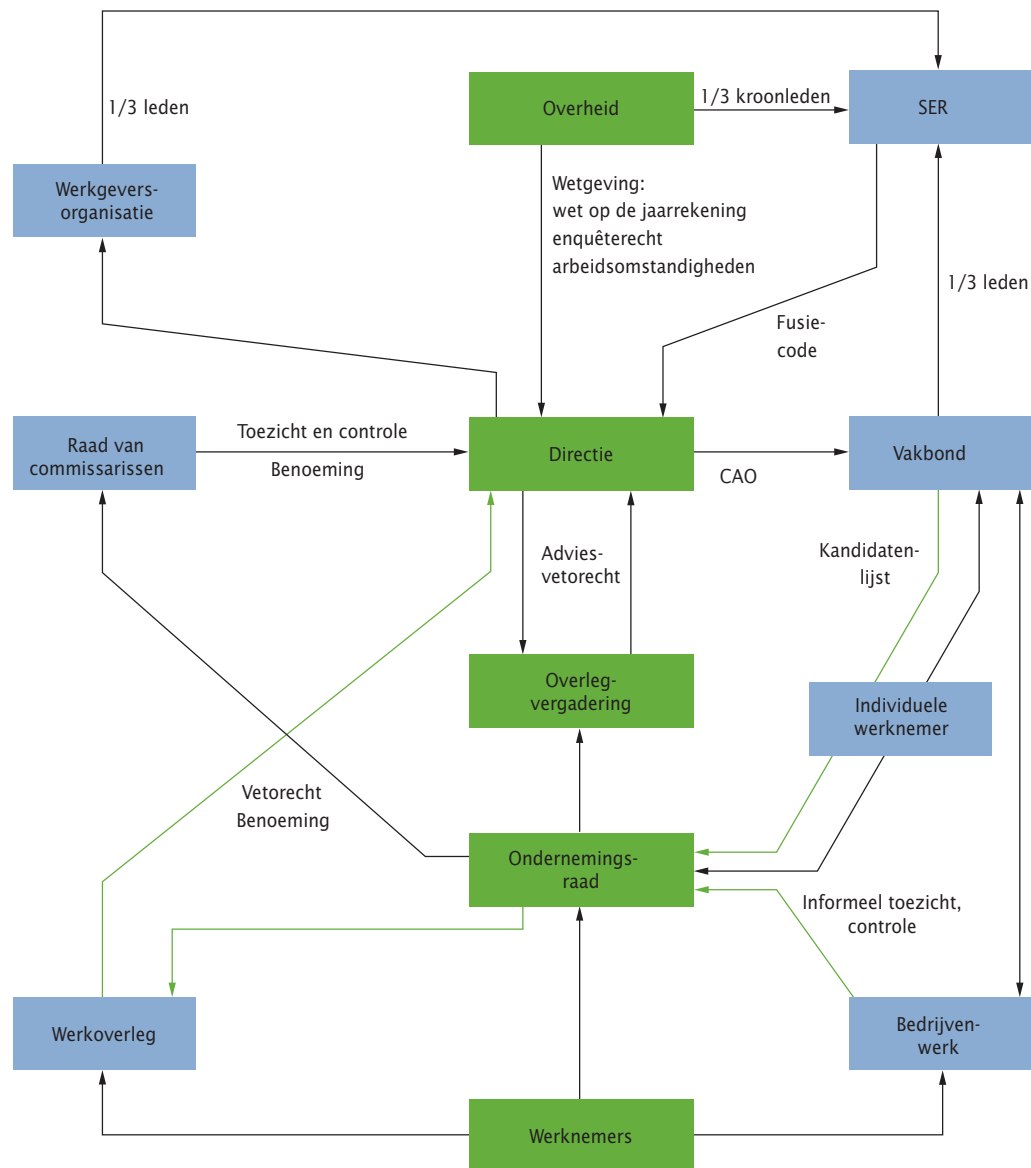 1/3 leden
Overheid
1/3 kroonleden
SER
Werkgevers-
organisatie
Wetgeving:
wet op de jaarrekening
enquêterecht
arbeidsomstandigheden
1/3 leden
Fusie-
code
Raad van
commissarissen
Toezicht en controle
Benoeming
Directie
CAO
Vakbond
Advies-
vetorecht
Kandidaten-
lijst
Overleg-
vergadering
Individuele
werknemer
Vetorecht
Benoeming
Ondernemings-
raad
Informeel toezicht,
controle
Werkoverleg
Bedrijven-
werk
Werknemers